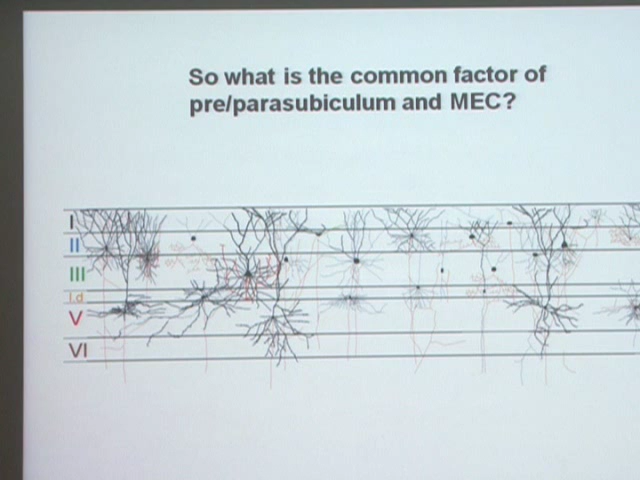 So what is the common factor of
pre/parasubiculum and MEC?
I
II
III
l.d
V
VI